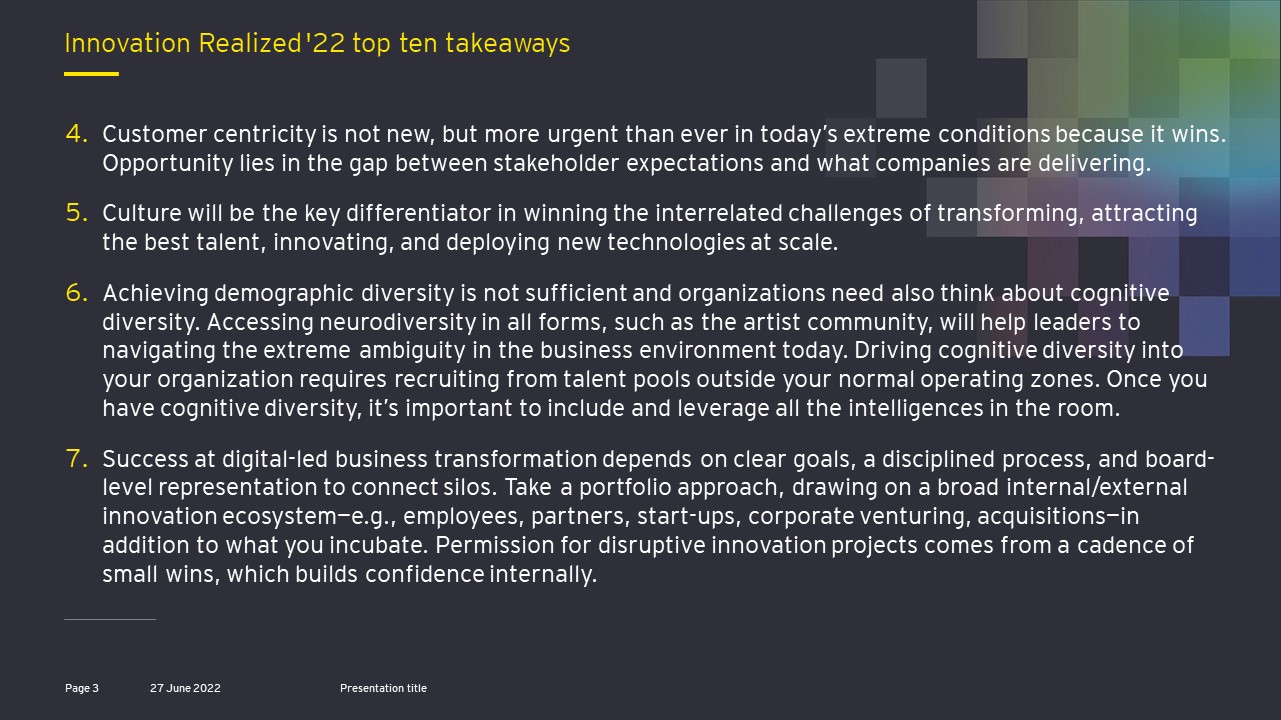 Innovation Realized '22 top ten takeaways
4. Customer centricity is not new, but more urgent than ever in today’s extreme conditions because it wins.
Opportunity lies in the gap between stakeholder expectations and what companies are delivering.
5. Culture will be the key differentiator in winning the interrelated challenges of transforming, attracting
the best talent, innovating, and deploying new technologies at scale.
6. Achieving demographic diversity is not sufficient and organizations need also think about cognitive
diversity. Accessing neurodiversity in all forms, such as the artist community, will help leaders to
navigating the extreme ambiguity in the business environment today. Driving cognitive diversity into
your organization requires recruiting from talent pools outside your normal operating zones. Once you
have cognitive diversity, it’s important to include and leverage all the intelligences in the room.
7. Success at digital-led business transformation depends on clear goals, a disciplined process, and board-
level representation to connect silos. Take a portfolio approach, drawing on a broad internal/external
innovation ecosystem—e.g., employees, partners, start-ups, corporate venturing, acquisitions—in
addition to what you incubate. Permission for disruptive innovation projects comes from a cadence of
small wins, which builds confidence internally.
Page 3 27 June 2022 Presentation title